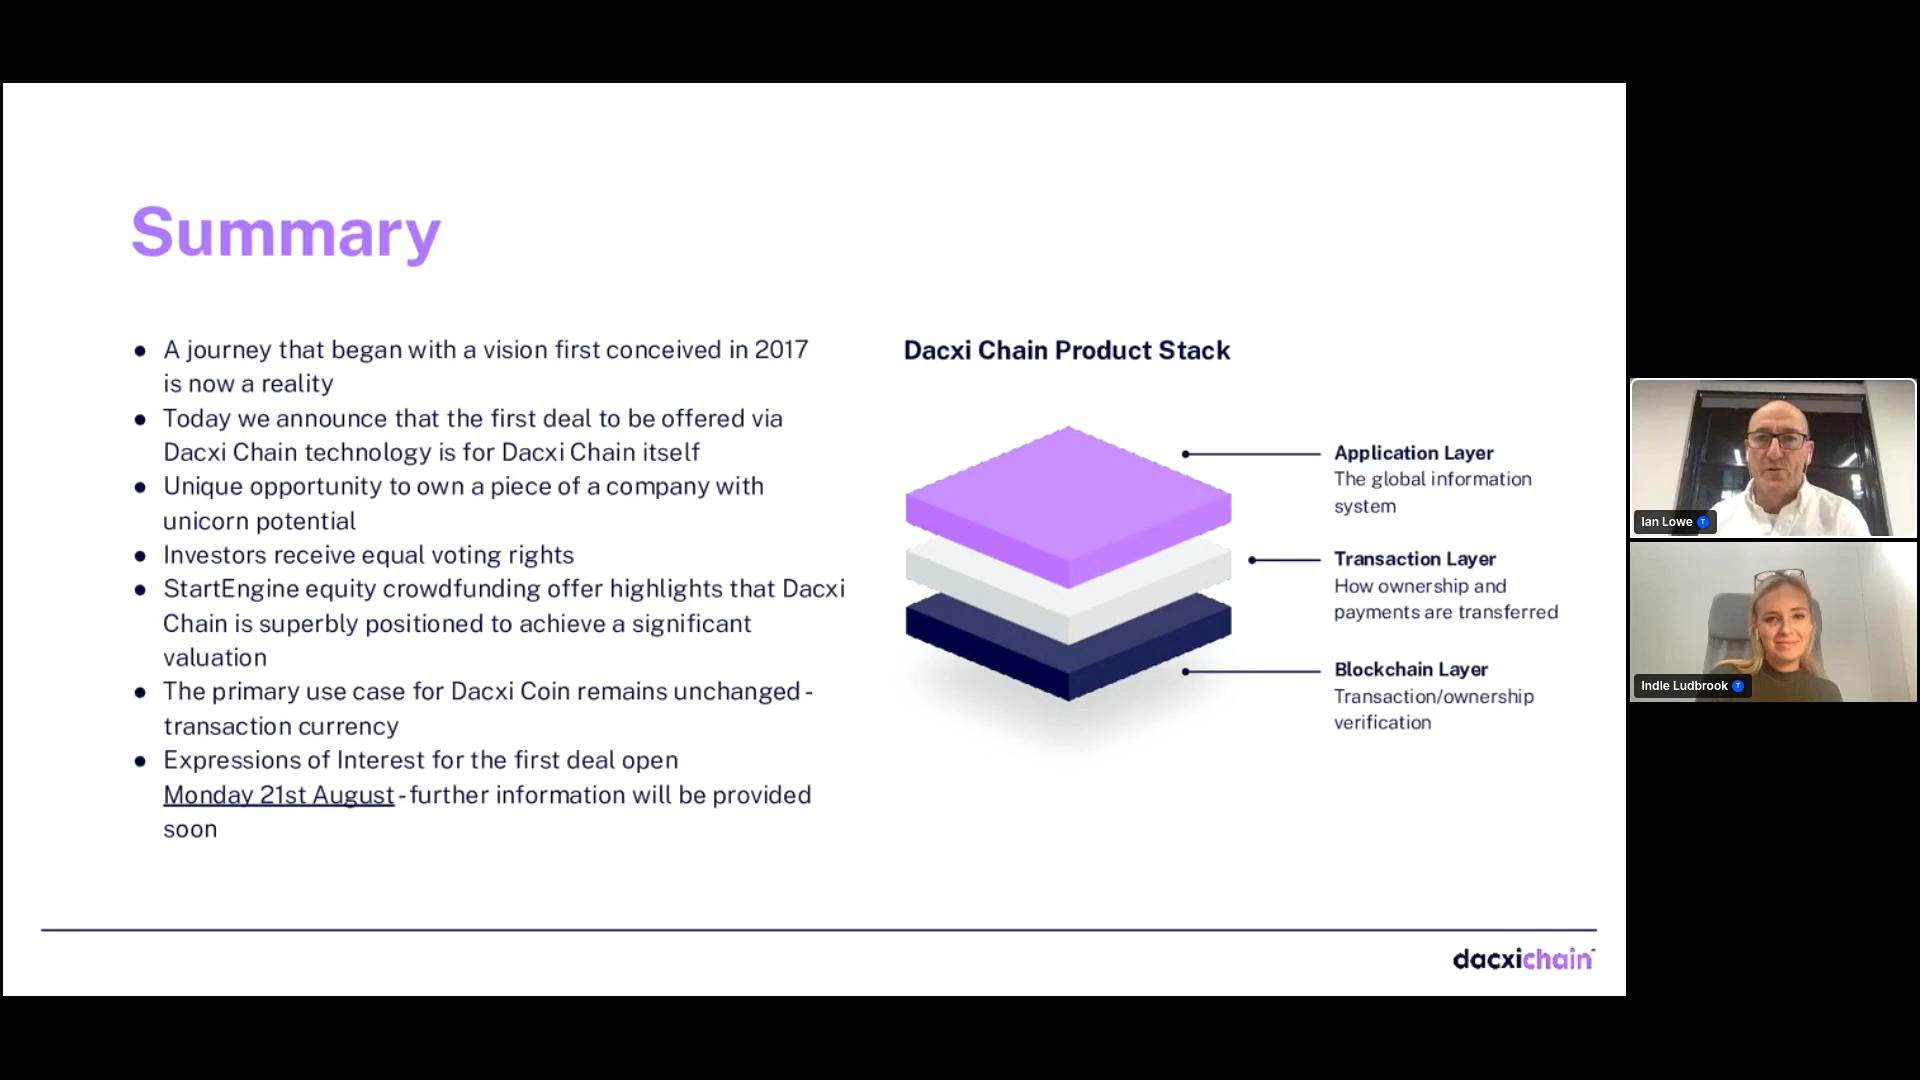 Summary
● A journey that began with a vision first conceived in 2017
is now a reality
● Today we announce that the first deal to be offered via
Dacxi Chain technology is for Dacxi Chain itself
● Unique opportunity to own a piece of a company with
unicorn potential
● Investors receive equal voting rights
● StartEngine equity crowdfunding offer highlights that Dacxi
Chain is superbly positioned to achieve a significant
valuation
● The primary use case for Dacxi Coin remains unchanged -
transaction currency
● Expressions of Interest for the first deal open
Monday 21st August - further information will be provided
soon
Dacxi Chain Product Stack
Application Layer
The global information
system
Transaction Layer
How ownership and
payments are transferred
Blockchain Layer
Transaction/ownership
verification
dacxichain
Ian Lowe T
Indie Ludbrook T